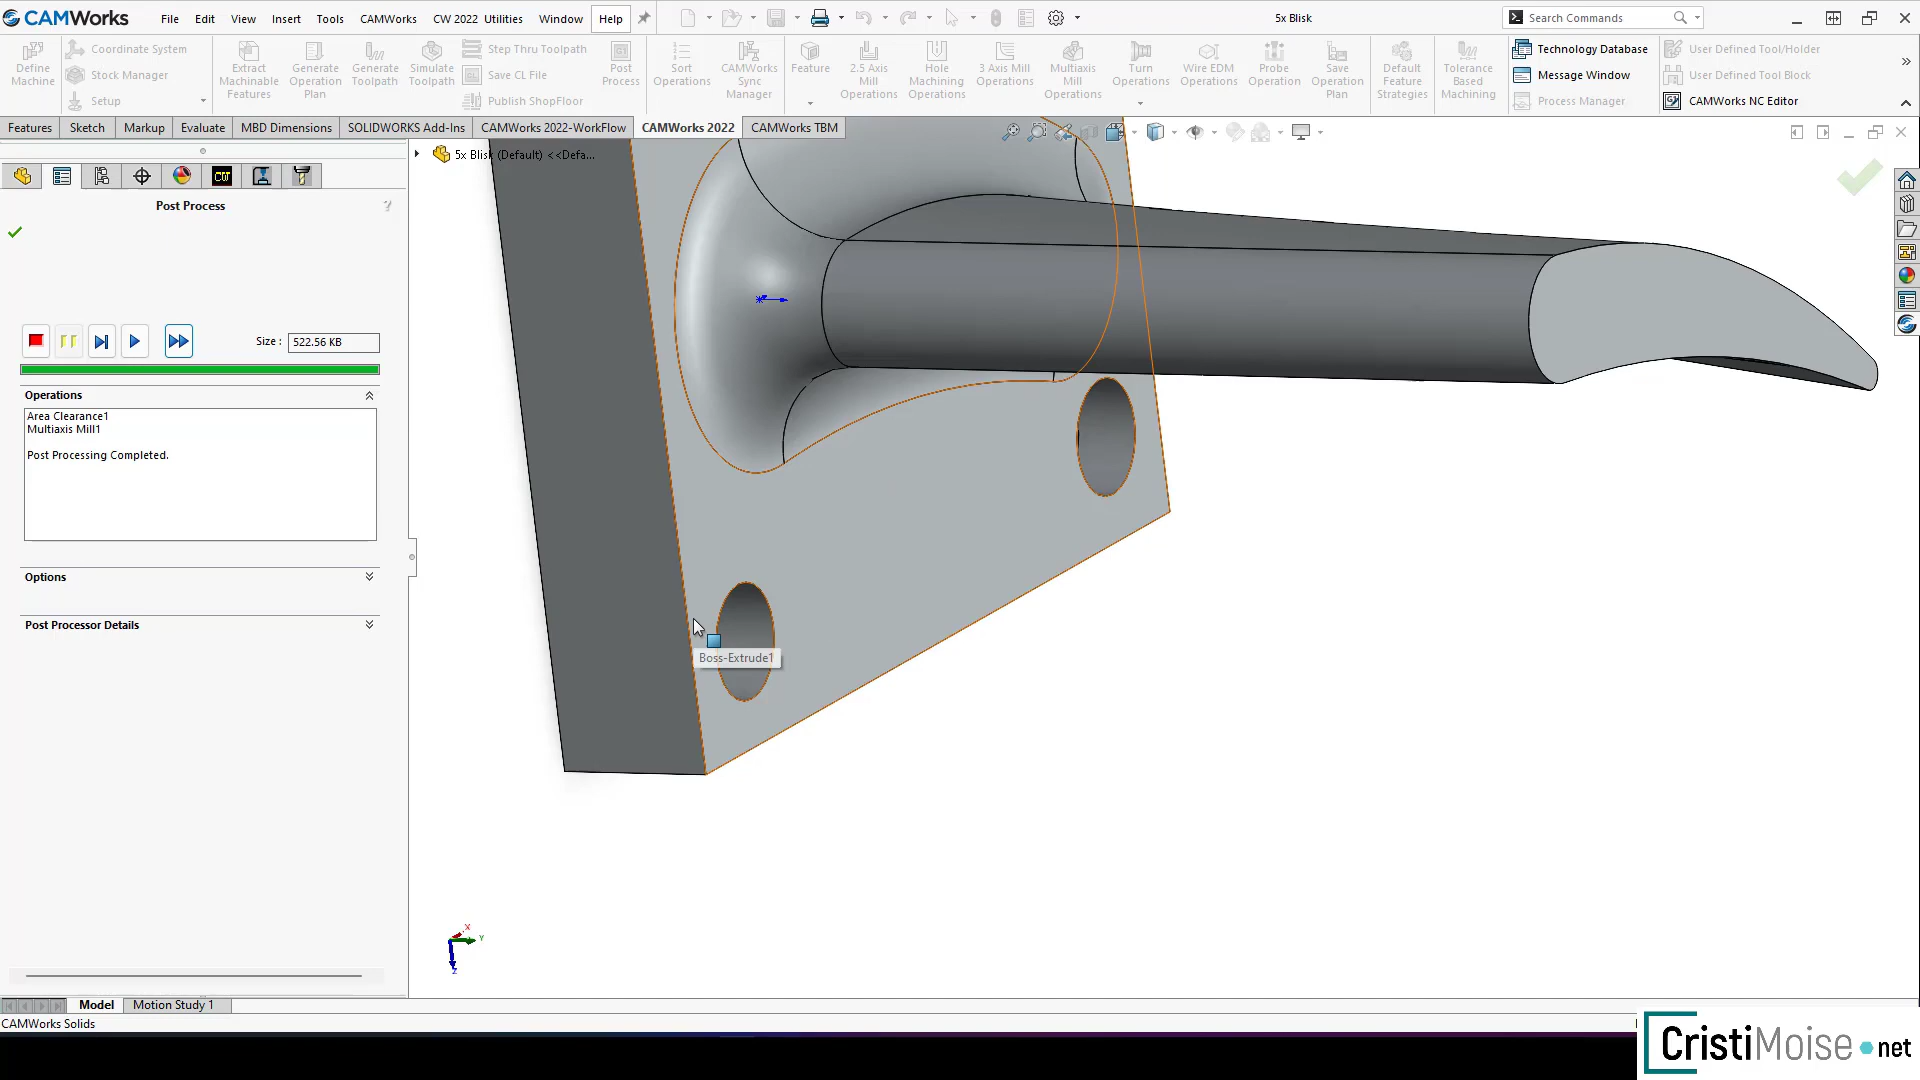 CAMWorks File Edit View Insert Tools CAMWorks CW 2022 Utilities Window Help 5x Blisk Search Commands
Define Machine
Coordinate System
Stock Manager
Setup
Extract Machinable Features
Generate Operation Plan
Generate Toolpath
Simulate Toolpath
Step Thru Toolpath
Save CL File
Publish ShopFloor
Post Process
Sort Operations
CAMWorks Sync Manager
Feature
2.5 Axis Mill Operations
Hole Machining Operations
3 Axis Mill Operations
Multiaxis Mill Operations
Turn Operations
Wire EDM Operations
Probe Operation
Save Operation Plan
Default Feature Strategies
Tolerance Based Machining
Technology Database
Message Window
Process Manager
User Defined Tool/Holder
User Defined Tool Block
CAMWorks NC Editor
Features Sketch Markup Evaluate MBD Dimensions SOLIDWORKS Add-Ins CAMWorks 2022-WorkFlow CAMWorks 2022 CAMWorks TBM
5x Blisk (Default) <<Defa...
CW
Post Process
?
Size : 522.56 KB
Operations
Area Clearance1
Multiaxis Mill1
Post Processing Completed.
Options
Post Processor Details
Boss-Extrude1
X
Y
Z
Model Motion Study 1
CAMWorks Solids
CristiMoise.net